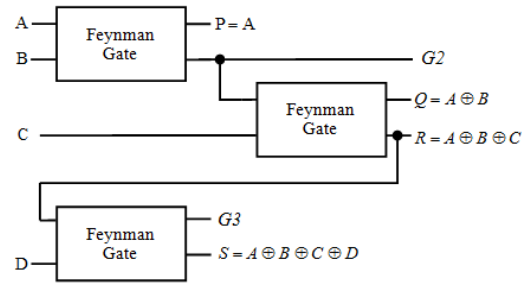 A
Feynman
Gate
P = A
B
G2
Feynman
Gate
Q = A ⊕ B
C
R = A ⊕ B ⊕ C
Feynman
Gate
G3
S = A ⊕ B ⊕ C ⊕ D
D